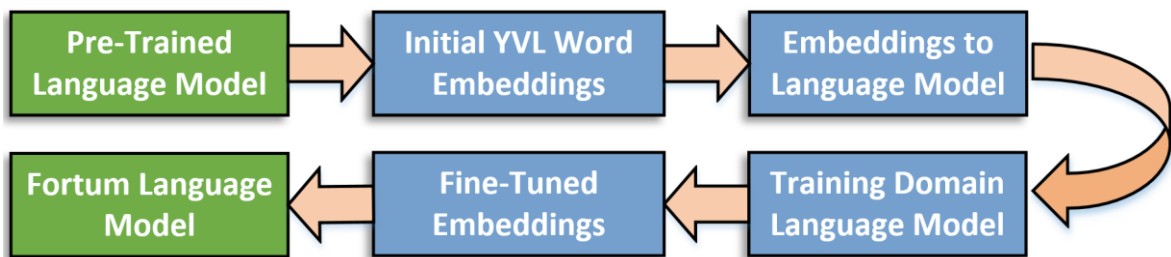 Pre-Trained
Language Model
Initial YVL Word
Embeddings
Embeddings to
Language Model
Training Domain
Language Model
Fine-Tuned
Embeddings
Fortum Language
Model